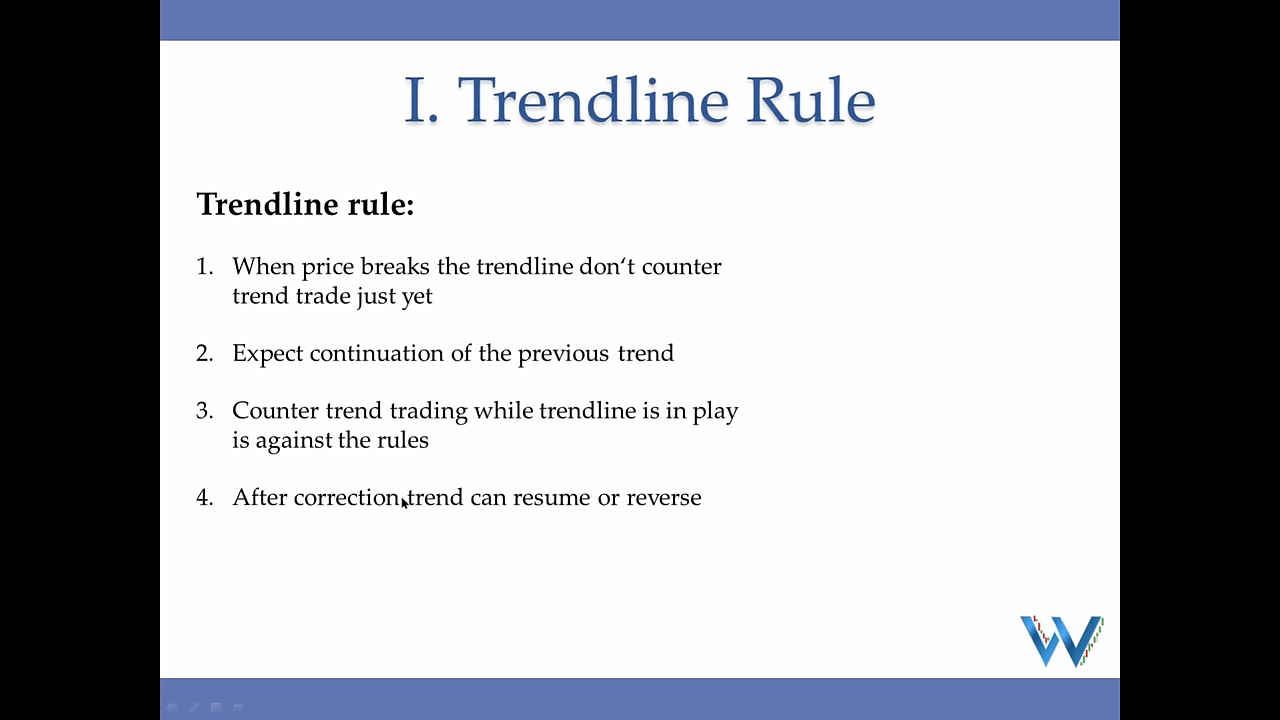 I. Trendline Rule
Trendline rule:
1. When price breaks the trendline don‘t counter
trend trade just yet
2. Expect continuation of the previous trend
3. Counter trend trading while trendline is in play
is against the rules
4. After correction trend can resume or reverse
W